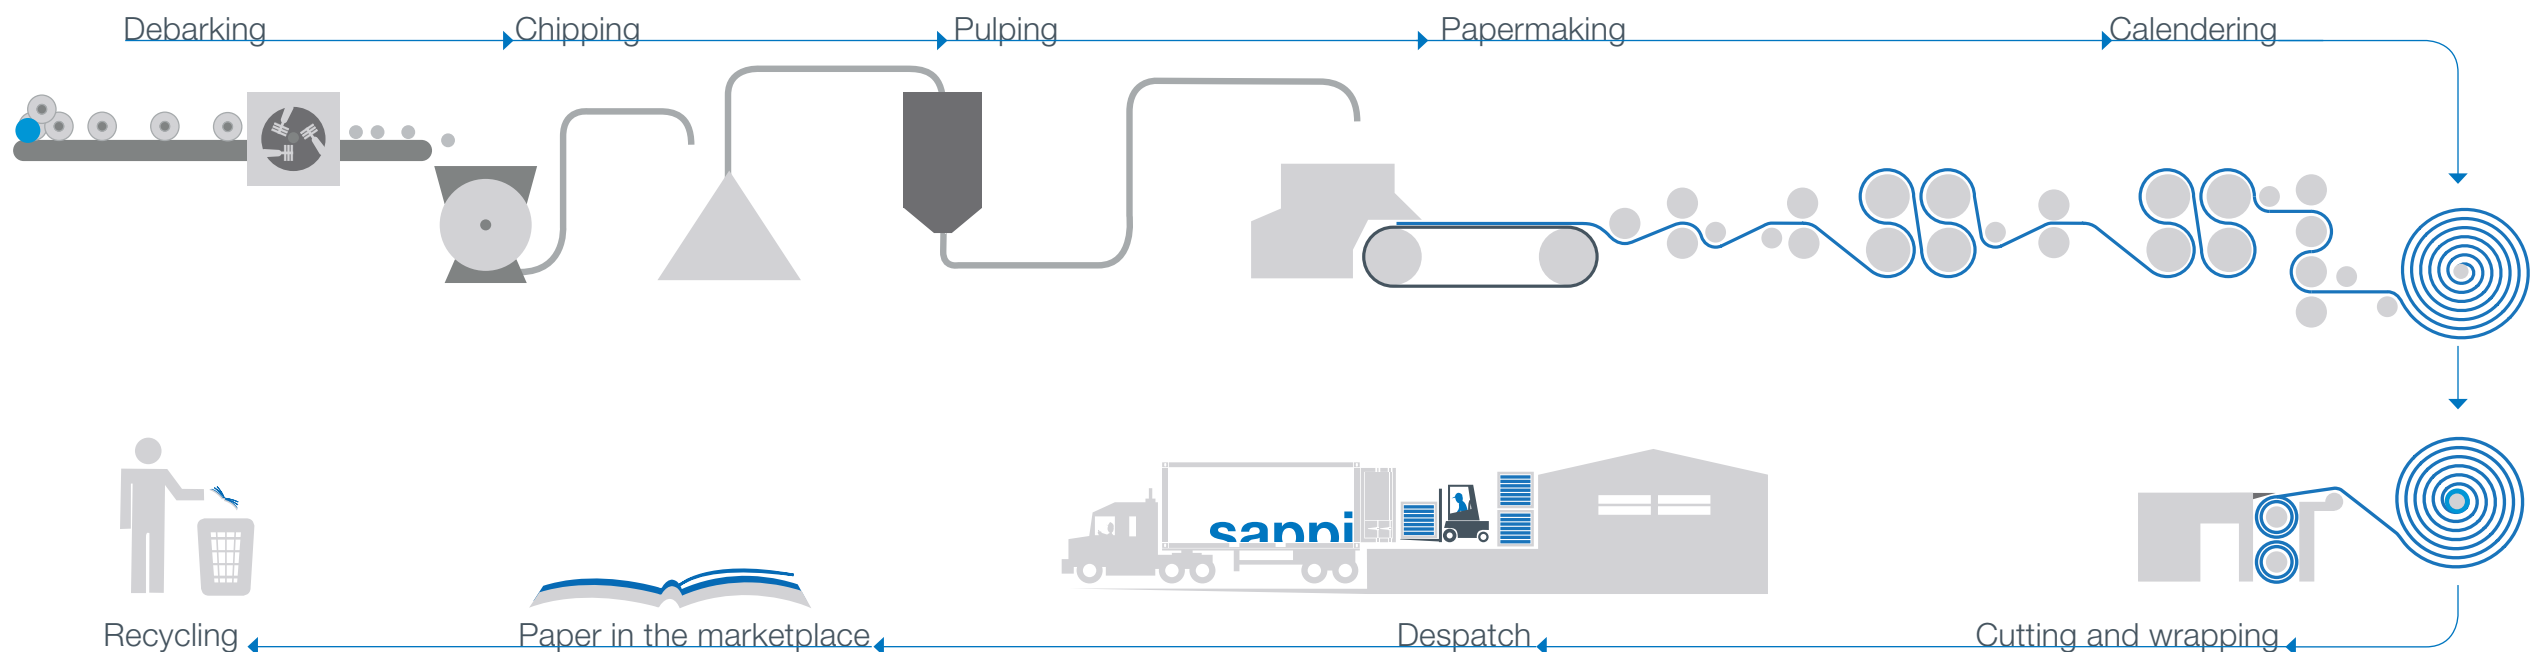 Debarking
Chipping
Pulping
Papermaking
Calendering
sappi
Recycling
Paper in the marketplace
Despatch
Cutting and wrapping